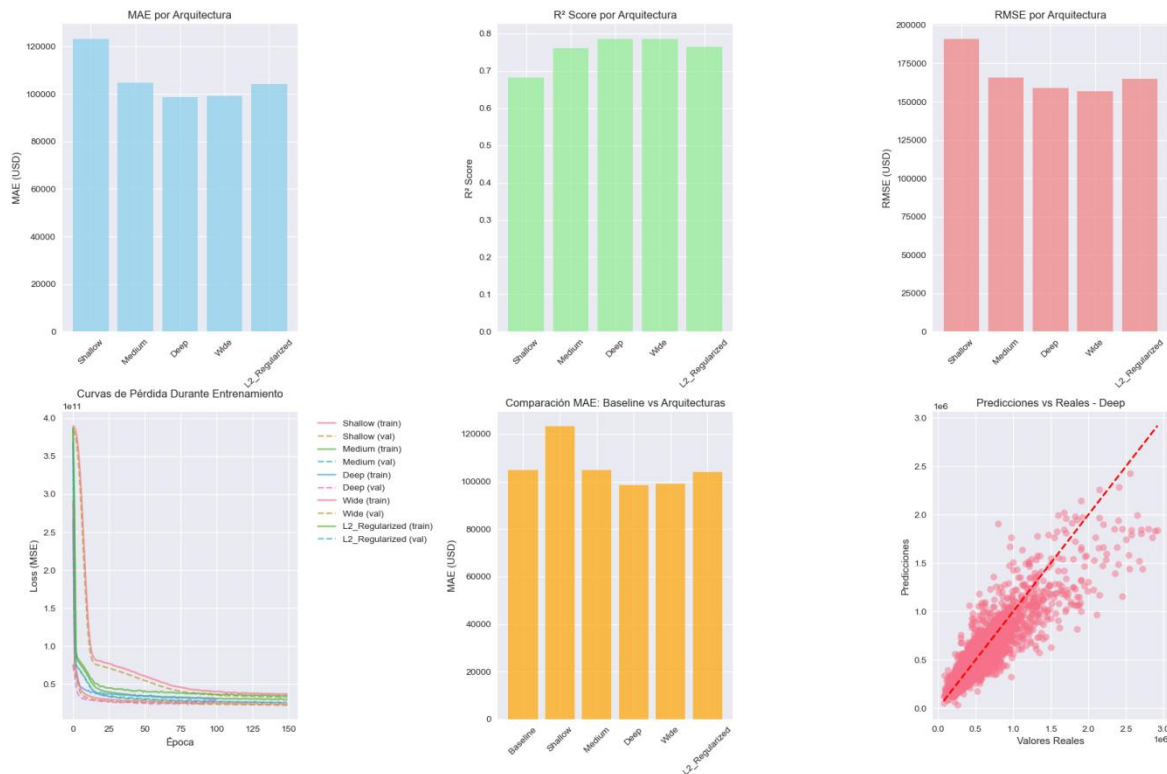 MAE por Arquitectura
MAE (USD)
120000
100000
80000
60000
40000
20000
0
Shallow
Medium
Deep
Wide
L2_Regularized
R² Score por Arquitectura
R² Score
0.8
0.7
0.6
0.5
0.4
0.3
0.2
0.1
0.0
Shallow
Medium
Deep
Wide
L2_Regularized
RMSE por Arquitectura
RMSE (USD)
200000
175000
150000
125000
100000
75000
50000
25000
0
Shallow
Medium
Deep
Wide
L2_Regularized
Curvas de Pérdida Durante Entrenamiento
1e11
Loss (MSE)
4.0
3.5
3.0
2.5
2.0
1.5
1.0
0.5
0 25 50 75 100 125 150
Época
Shallow (train)
Shallow (val)
Medium (train)
Medium (val)
Deep (train)
Deep (val)
Wide (train)
Wide (val)
L2_Regularized (train)
L2_Regularized (val)
Comparación MAE: Baseline vs Arquitecturas
MAE (USD)
120000
100000
80000
60000
40000
20000
0
Baseline
Shallow
Medium
Deep
Wide
L2_Regularized
Predicciones vs Reales - Deep
1e6
Predicciones
3.0
2.5
2.0
1.5
1.0
0.5
0.0
0.0 0.5 1.0 1.5 2.0 2.5 3.0
1e6
Valores Reales